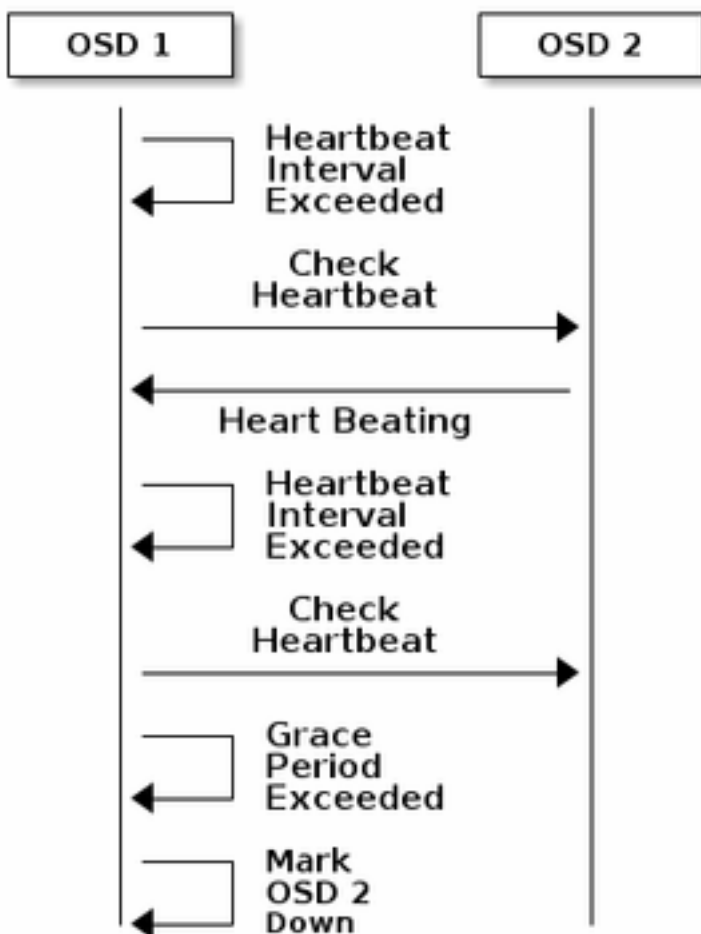 OSD 1
OSD 2
Heartbeat
Interval
Exceeded
Check
Heartbeat
Heart Beating
Heartbeat
Interval
Exceeded
Check
Heartbeat
Grace
Period
Exceeded
Mark
OSD 2
Down